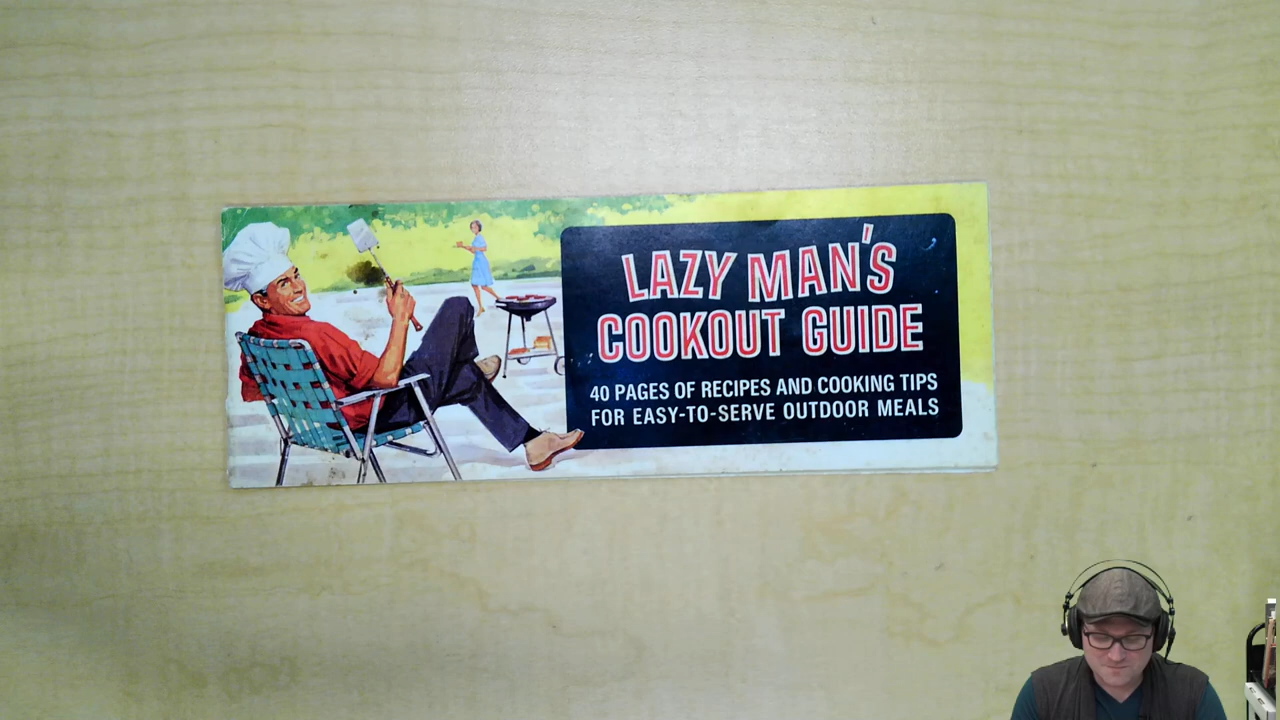 LAZY MAN'S
COOKOUT GUIDE
40 PAGES OF RECIPES AND COOKING TIPS
FOR EASY-TO-SERVE OUTDOOR MEALS